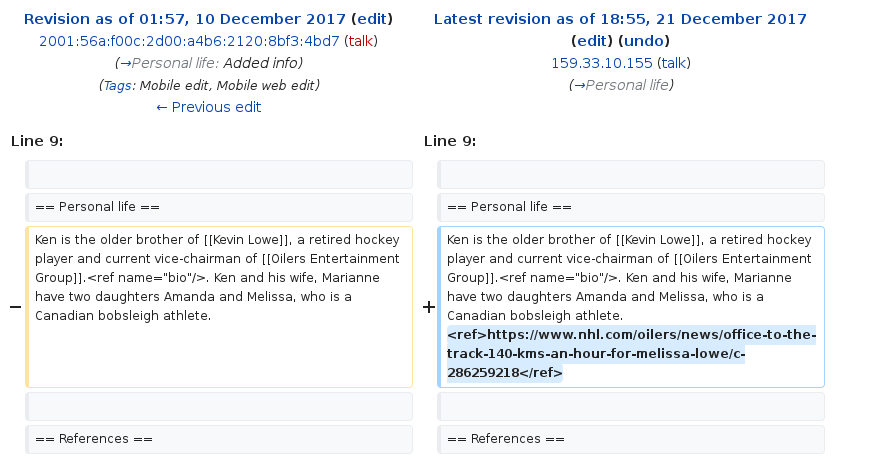 Revision as of 01:57, 10 December 2017 (edit)
2001:56a:f00c:2d00:a4b6:2120:8bf3:4bd7 (talk)
(→Personal life: Added info)
(Tags: Mobile edit, Mobile web edit)
← Previous edit
Latest revision as of 18:55, 21 December 2017
(edit) (undo)
159.33.10.155 (talk)
(→Personal life)
Line 9:
Line 9:
== Personal life ==
== Personal life ==
−
Ken is the older brother of [[Kevin Lowe]], a retired hockey
player and current vice-chairman of [[Oilers Entertainment
Group]].<ref name="bio"/>. Ken and his wife, Marianne
have two daughters Amanda and Melissa, who is a
Canadian bobsleigh athlete.
+
Ken is the older brother of [[Kevin Lowe]], a retired hockey
player and current vice-chairman of [[Oilers Entertainment
Group]].<ref name="bio"/>. Ken and his wife, Marianne
have two daughters Amanda and Melissa, who is a
Canadian bobsleigh athlete.
<ref>https://www.nhl.com/oilers/news/office-to-the-
track-140-kms-an-hour-for-melissa-lowe/c-
286259218</ref>
== References ==
== References ==